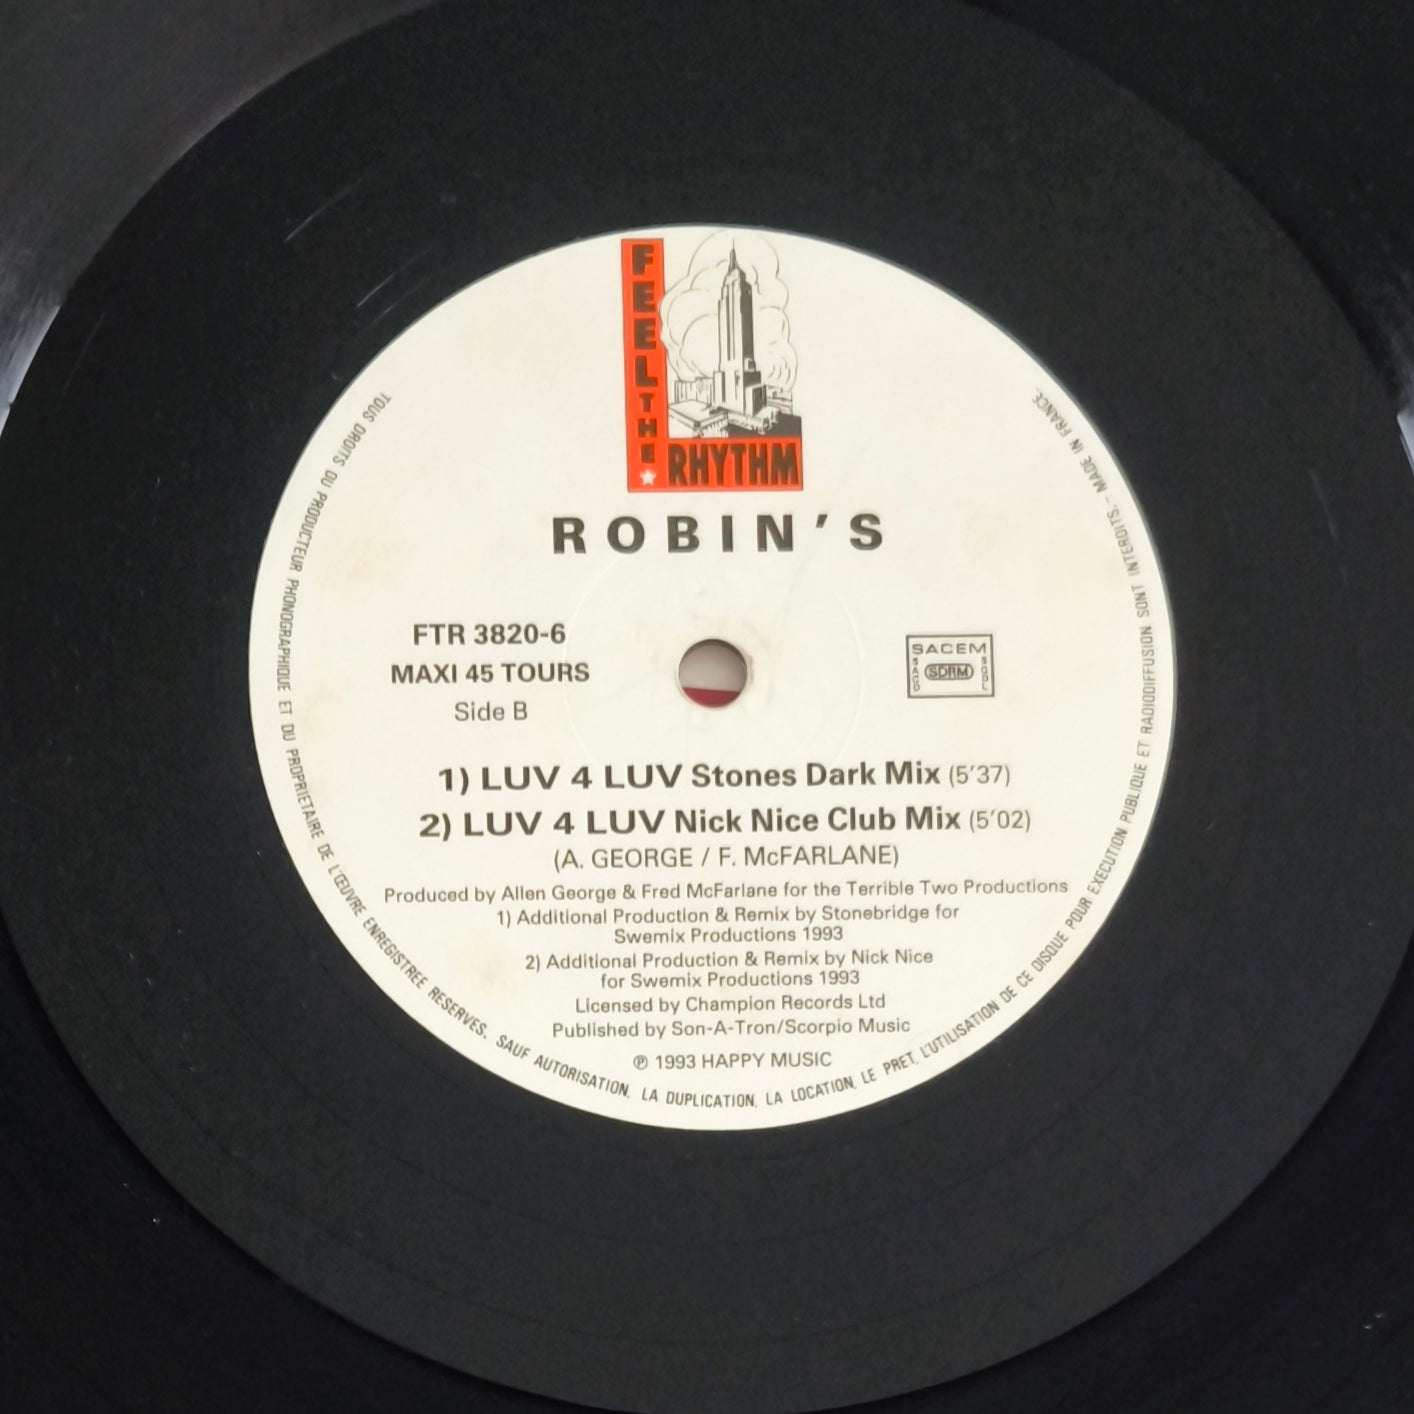 FEEL THE
RHYTHM
ROBIN'S
FTR 3820-6
MAXI 45 TOURS
Side B
SACEM
SACD
SDRM
SGDL
1) LUV 4 LUV Stones Dark Mix (5'37)
2) LUV 4 LUV Nick Nice Club Mix (5'02)
(A. GEORGE / F. McFARLANE)
Produced by Allen George & Fred McFarlane for the Terrible Two Productions
1) Additional Production & Remix by Stonebridge for
Swemix Productions 1993
2) Additional Production & Remix by Nick Nice
for Swemix Productions 1993
Licensed by Champion Records Ltd
Published by Son-A-Tron/Scorpio Music
℗ 1993 HAPPY MUSIC
TOUS DROITS DU PRODUCTEUR PHONOGRAPHIQUE ET DU PROPRIETAIRE DE L'ŒUVRE ENREGISTREE RESERVES. SAUF AUTORISATION, LA DUPLICATION, LA LOCATION, LE PRET, L'UTILISATION DE CE DISQUE POUR EXECUTION PUBLIQUE ET RADIODIFFUSION SONT INTERDITS. - MADE IN FRANCE.